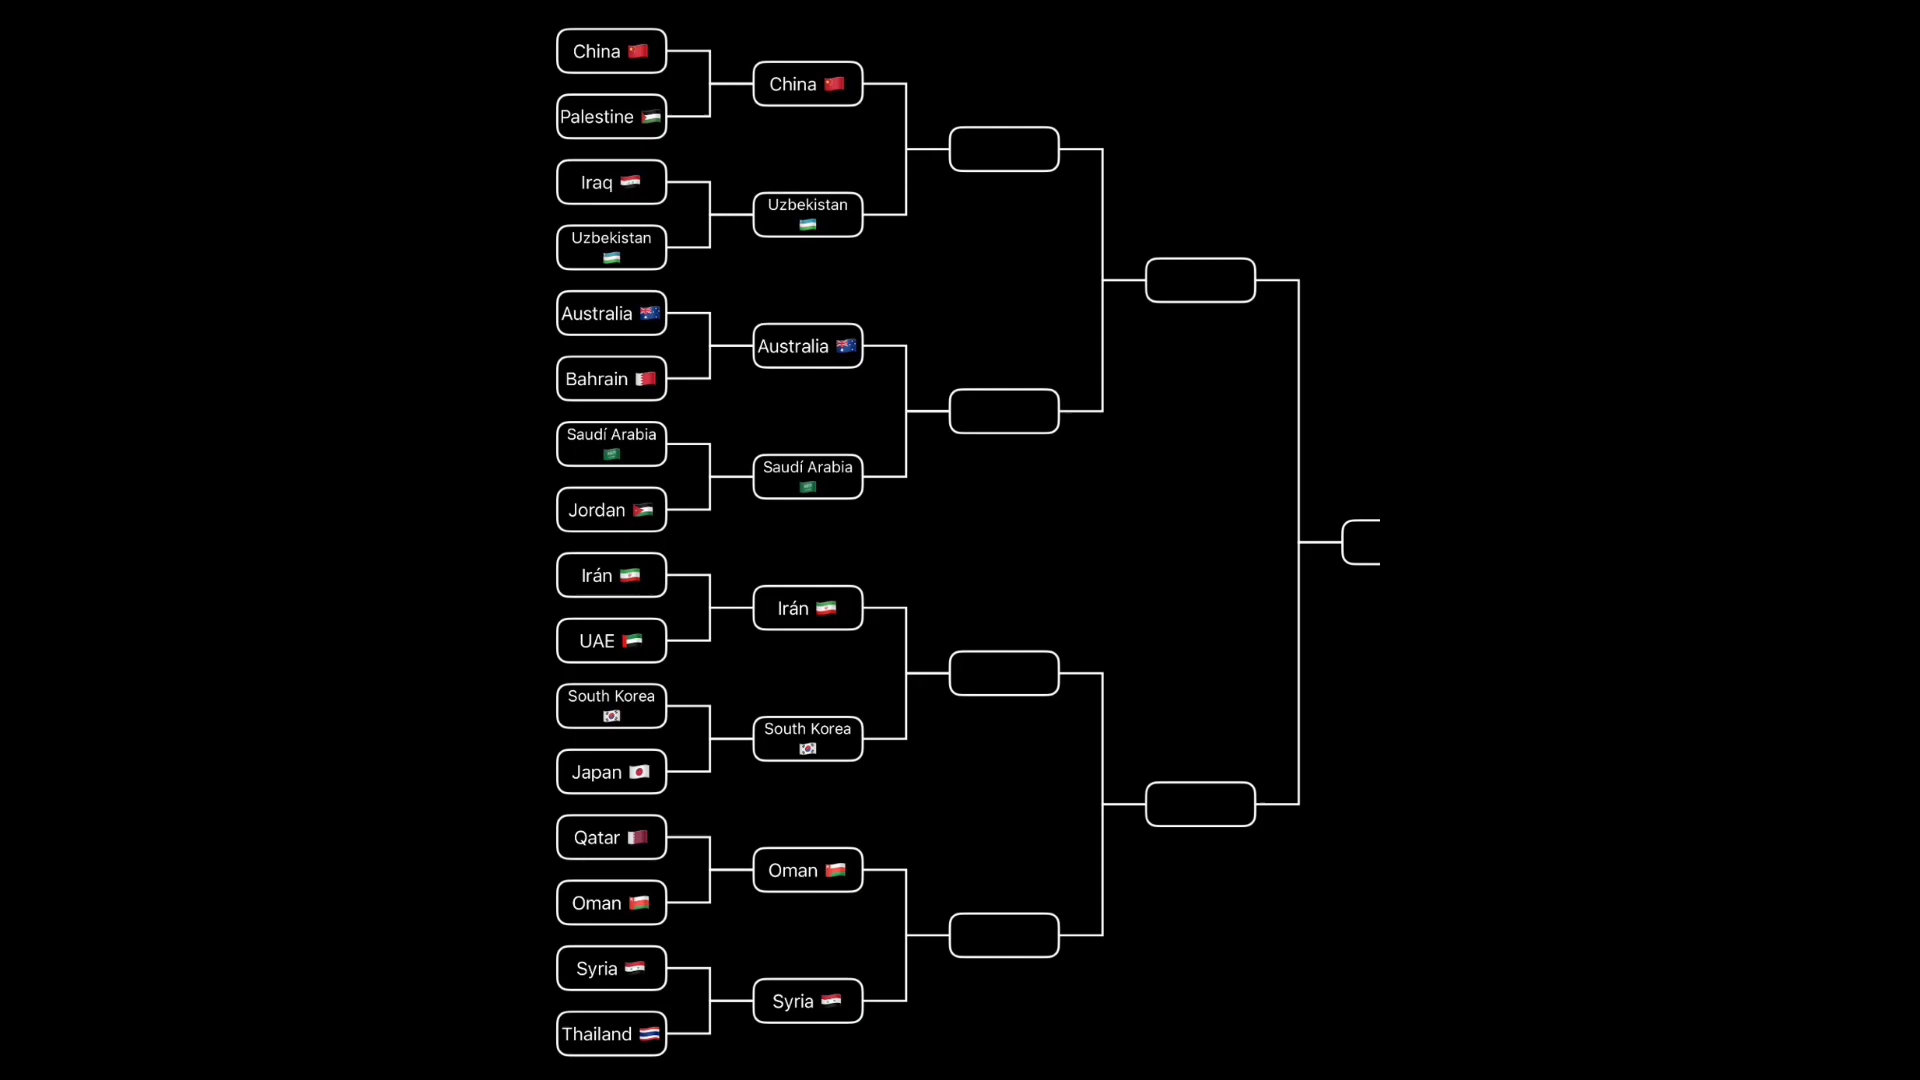 China 🇨🇳
China 🇨🇳
Palestine 🇵🇸
Iraq 🇮🇶
Uzbekistan
🇺🇿
Uzbekistan
🇺🇿
Australia 🇦🇺
Australia 🇦🇺
Bahrain 🇧🇭
Saudí Arabia
🇸🇦
Saudí Arabia
🇸🇦
Jordan 🇯🇴
Irán 🇮🇷
Irán 🇮🇷
UAE 🇦🇪
South Korea
🇰🇷
South Korea
🇰🇷
Japan 🇯🇵
Qatar 🇶🇦
Oman 🇴🇲
Oman 🇴🇲
Syria 🇸🇾
Syria 🇸🇾
Thailand 🇹🇭